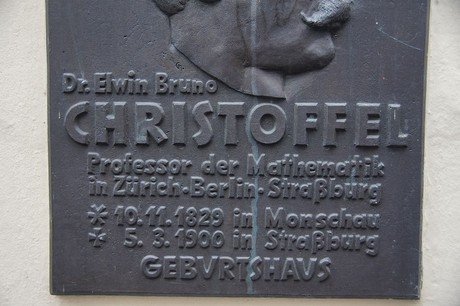 Dr. Elwin Bruno
CHRISTOFFEL
Professor der Mathematik
in Zürich·Berlin·Straßburg
* 10.11.1829 in Monschau
* 5. 3. 1900 in Straßburg
GEBVRTSHAVS